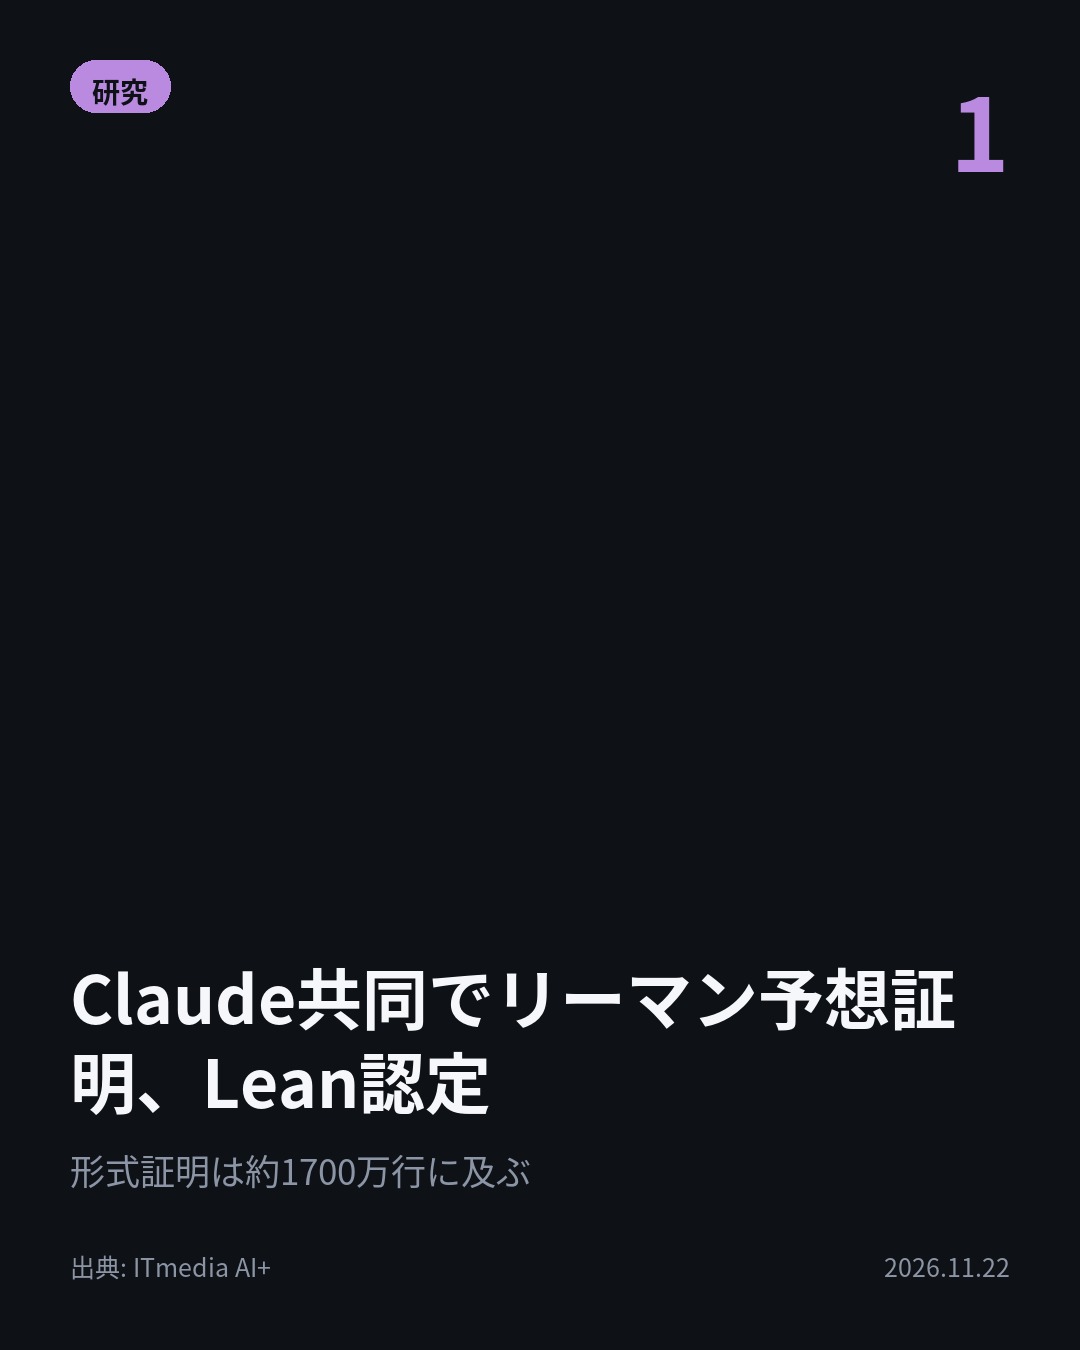 研究
1
Claude共同でリーマン予想証
明、Lean認定
形式証明は約1700万行に及ぶ
出典: ITmedia AI+
2026.11.22